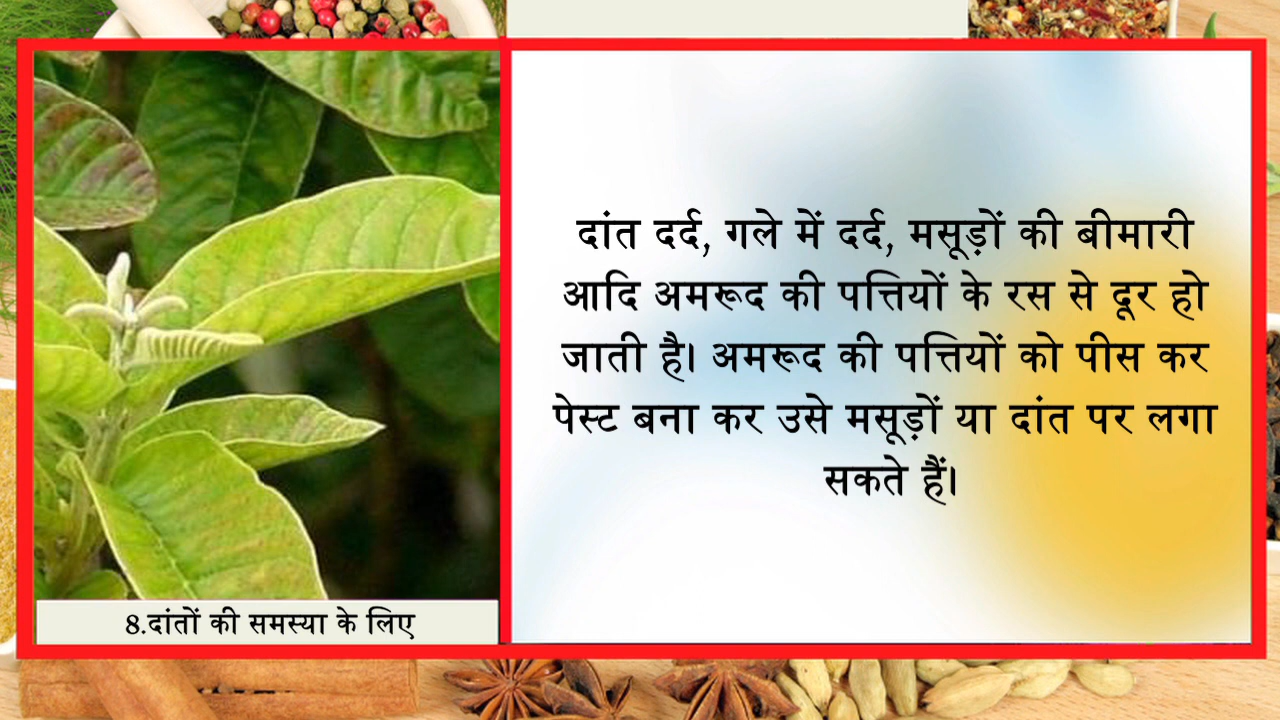 दांत दर्द, गले में दर्द, मसूड़ों की बीमारी
आदि अमरूद की पत्तियों के रस से दूर हो
जाती है। अमरूद की पत्तियों को पीस कर
पेस्ट बना कर उसे मसूड़ों या दांत पर लगा
सकते हैं।
8.दांतों की समस्या के लिए